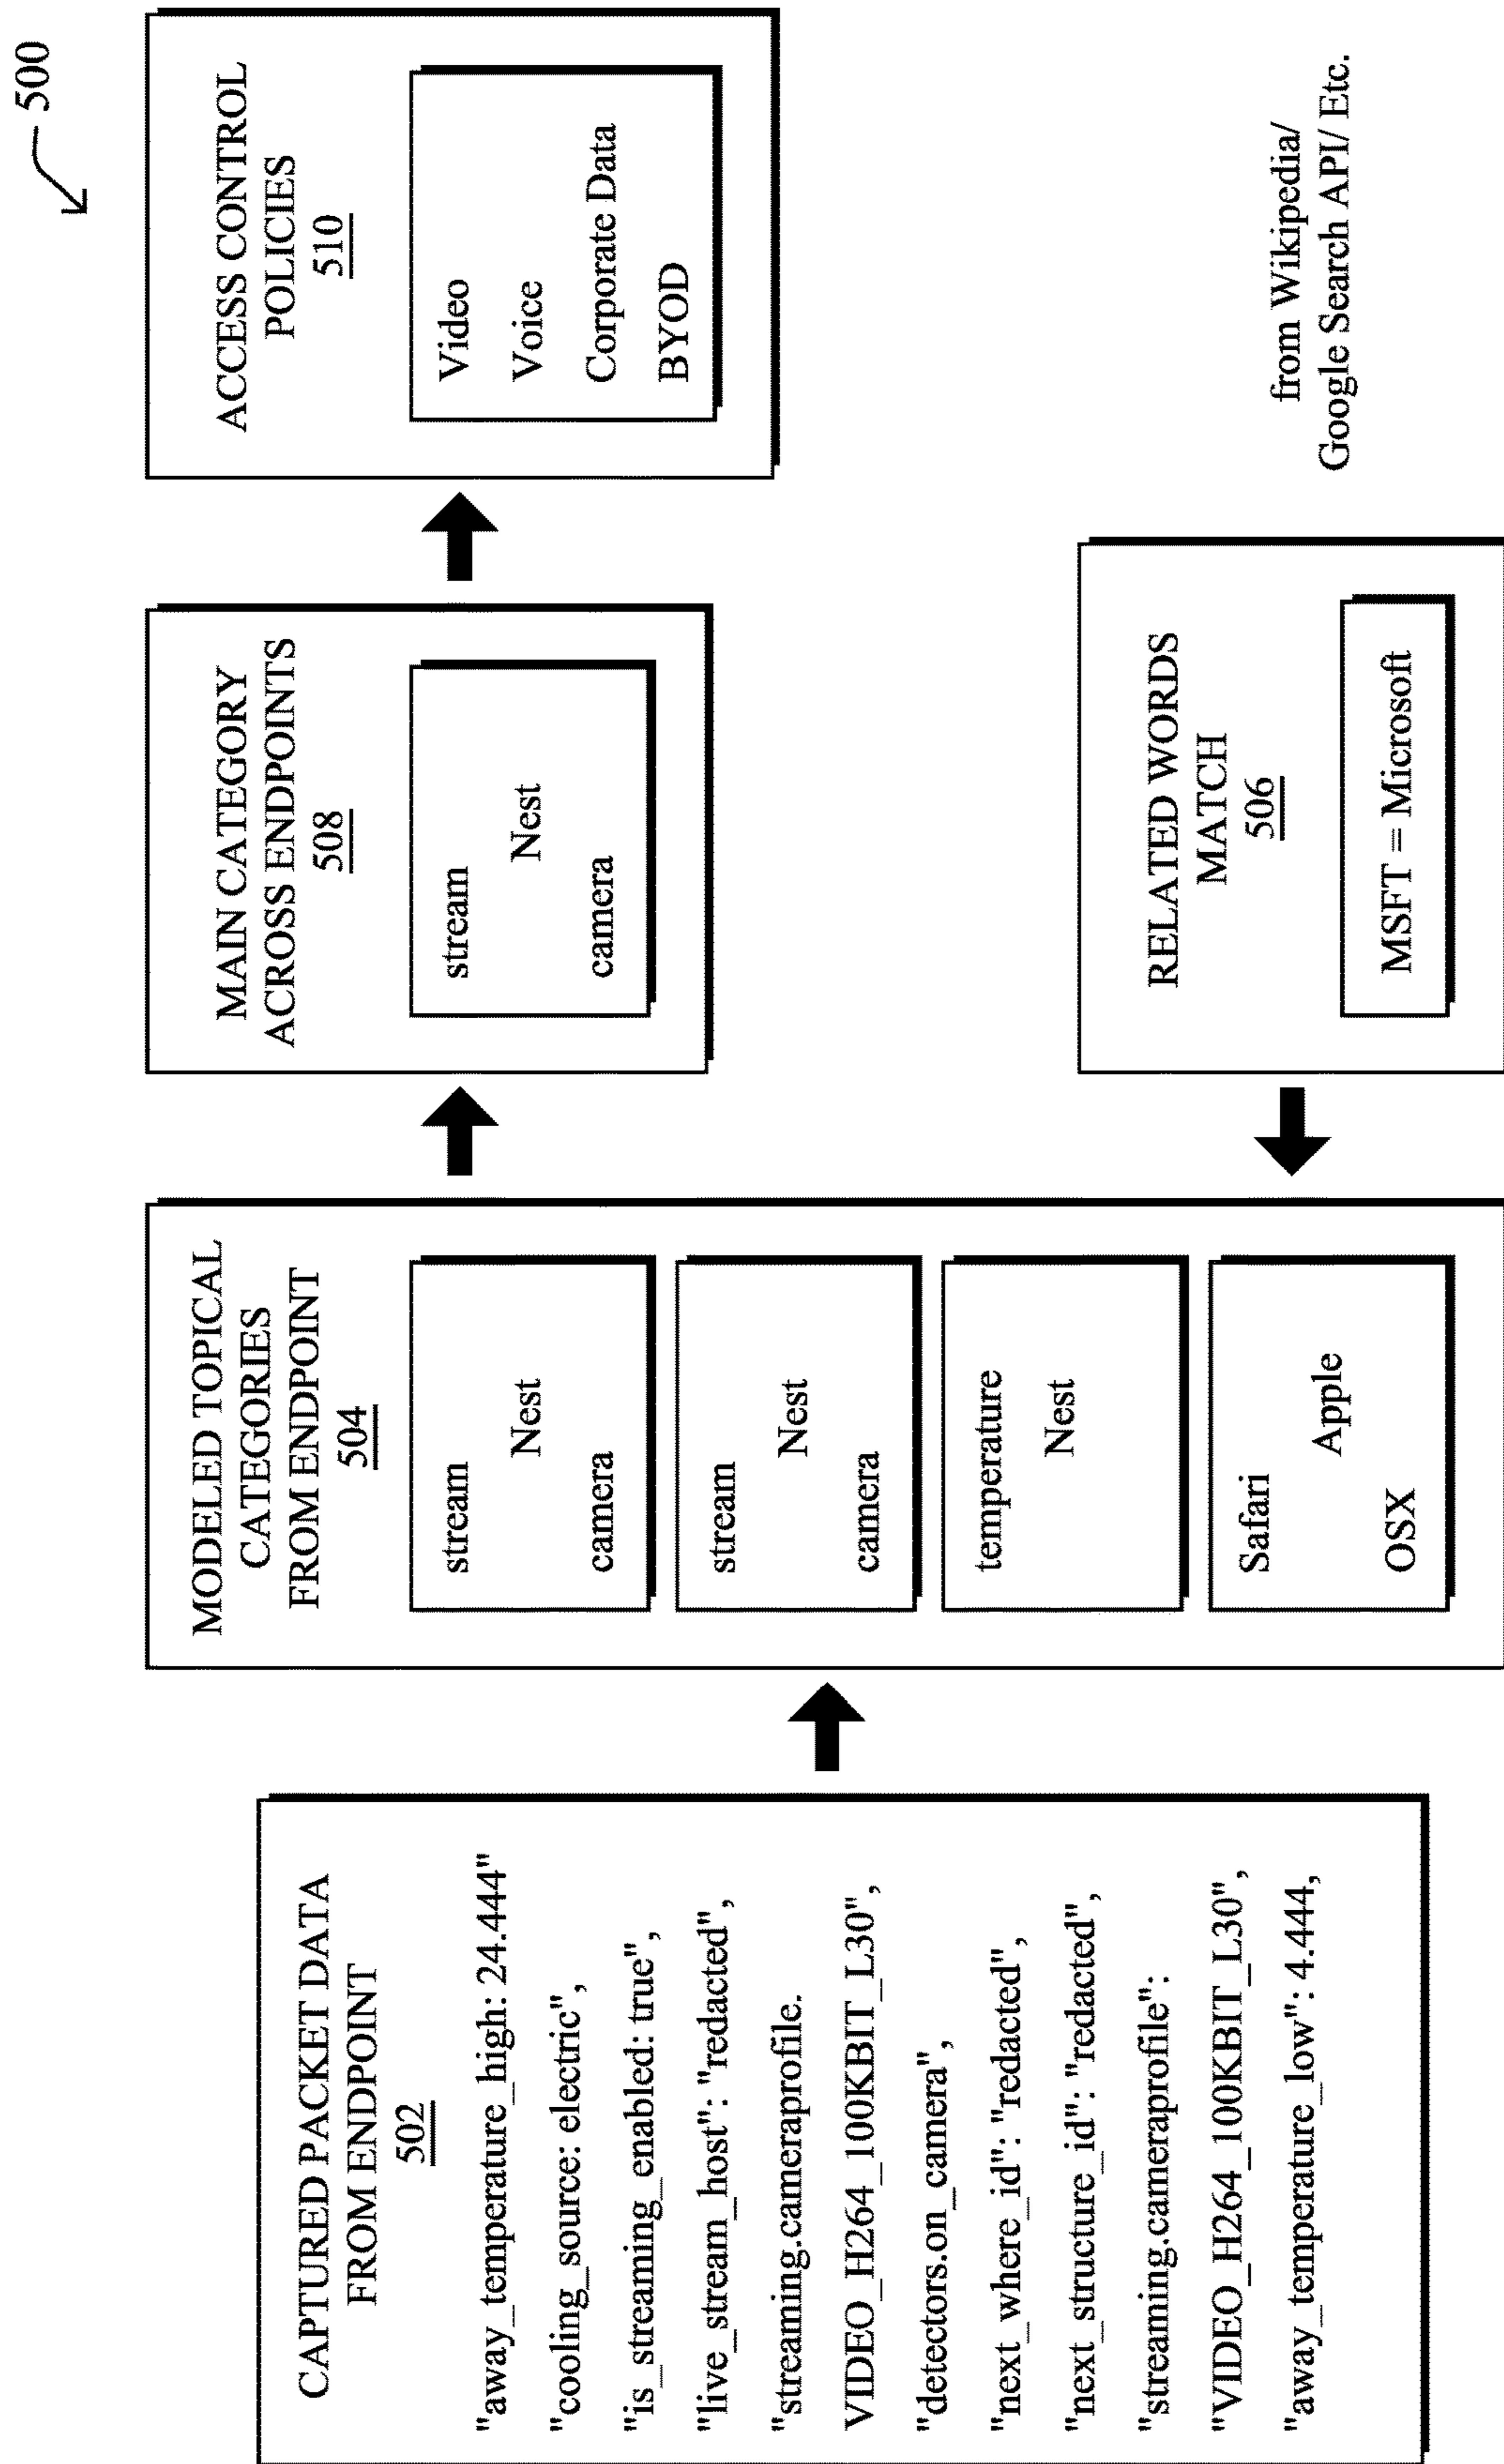 500
CAPTURED PACKET DATA
FROM ENDPOINT
502
"away_temperature_high: 24.444"
"cooling_source: electric",
"is_streaming_enabled: true",
"live_stream_host": "redacted",
"streaming.cameraprofile.
VIDEO_H264_100KBIT_L30",
"detectors.on_camera",
"next_where_id": "redacted",
"next_structure_id": "redacted",
"streaming.cameraprofile":
"VIDEO_H264_100KBIT_L30",
"away_temperature_low": 4.444,
MODELED TOPICAL
CATEGORIES
FROM ENDPOINT
504
stream
Nest
camera
stream
Nest
camera
temperature
Nest
Safari
Apple
OSX
MAIN CATEGORY
ACROSS ENDPOINTS
508
stream
Nest
camera
ACCESS CONTROL
POLICIES
510
Video
Voice
Corporate Data
BYOD
RELATED WORDS
MATCH
506
MSFT = Microsoft
from Wikipedia/
Google Search API/ Etc.